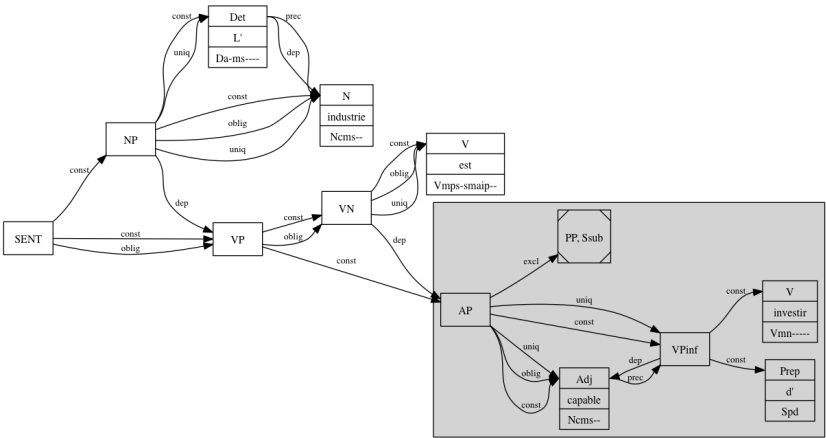 const
Det
prec
L'
uniq
dep
Da-ms----
const
N
oblig
industrie
uniq
Ncms--
NP
const
dep
const
V
oblig
est
uniq
Vmps-smaip--
VN
const
SENT
const
oblig
VP
oblig
dep
const
PP, Ssub
excl
AP
uniq
const
const
V
investir
Vmn-----
VPinf
uniq
oblig
const
dep
prec
Adj
capable
Ncms--
const
Prep
d'
Spd